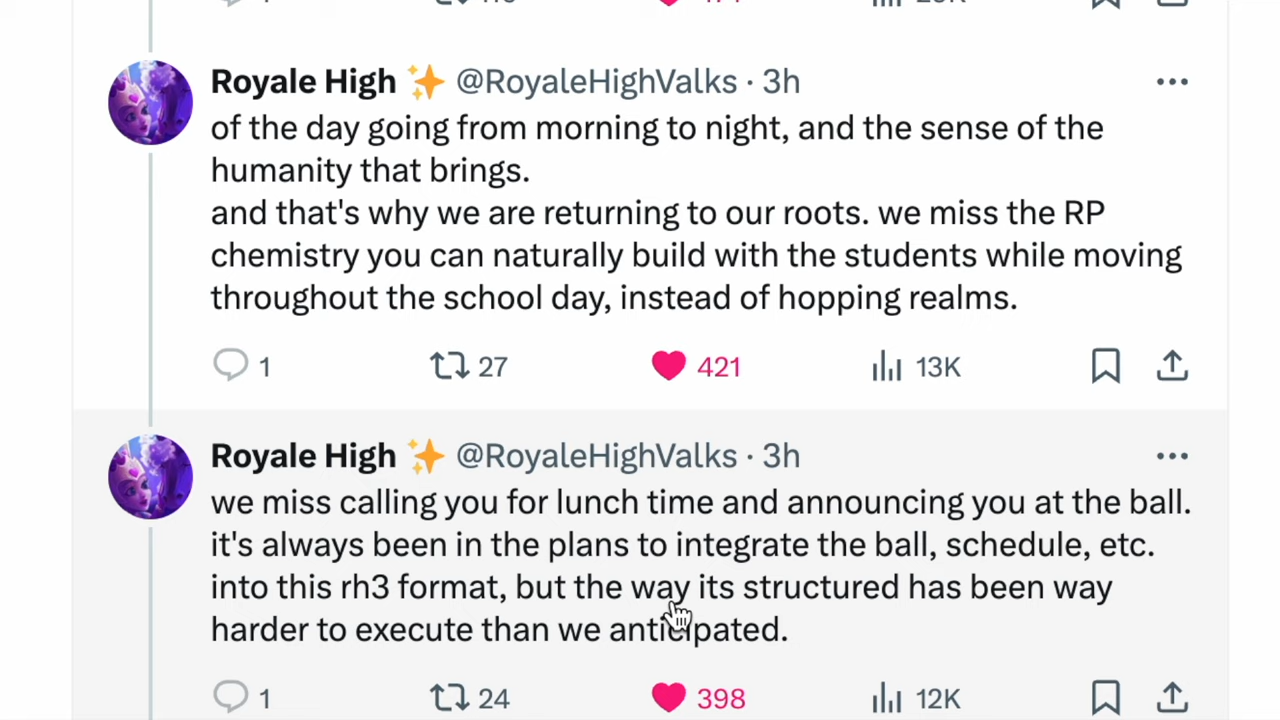 Royale High ✨ @RoyaleHighValks · 3h
of the day going from morning to night, and the sense of the
humanity that brings.
and that's why we are returning to our roots. we miss the RP
chemistry you can naturally build with the students while moving
throughout the school day, instead of hopping realms.
1 27 421 13K
Royale High ✨ @RoyaleHighValks · 3h
we miss calling you for lunch time and announcing you at the ball.
it's always been in the plans to integrate the ball, schedule, etc.
into this rh3 format, but the way its structured has been way
harder to execute than we anticipated.
1 24 398 12K